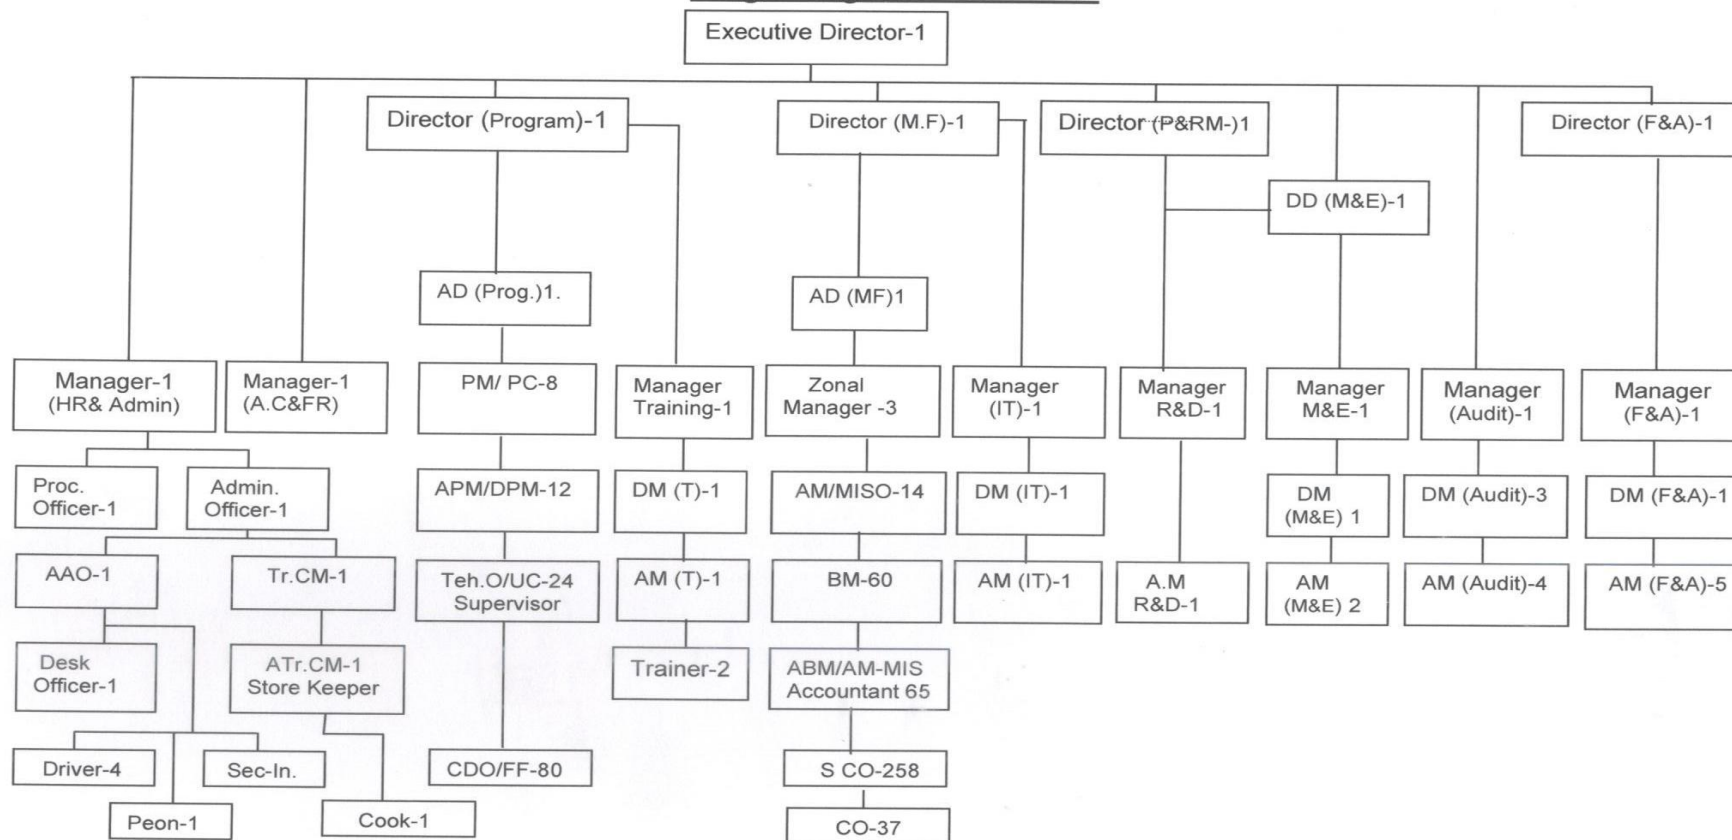 Executive Director-1
Director (Program)-1
Director (M.F)-1
Director (P&RM-)1
Director (F&A)-1
DD (M&E)-1
AD (Prog.)1.
AD (MF)1
Manager-1
(HR& Admin)
Manager-1
(A.C&FR)
PM/ PC-8
Manager
Training-1
Zonal
Manager -3
Manager
(IT)-1
Manager
R&D-1
Manager
M&E-1
Manager
(Audit)-1
Manager
(F&A)-1
Proc.
Officer-1
Admin.
Officer-1
APM/DPM-12
DM (T)-1
AM/MISO-14
DM (IT)-1
DM
(M&E) 1
DM (Audit)-3
DM (F&A)-1
AAO-1
Tr.CM-1
Teh.O/UC-24
Supervisor
AM (T)-1
BM-60
AM (IT)-1
A.M
R&D-1
AM
(M&E) 2
AM (Audit)-4
AM (F&A)-5
Desk
Officer-1
ATr.CM-1
Store Keeper
Trainer-2
ABM/AM-MIS
Accountant 65
Driver-4
Sec-In.
CDO/FF-80
S CO-258
Peon-1
Cook-1
CO-37